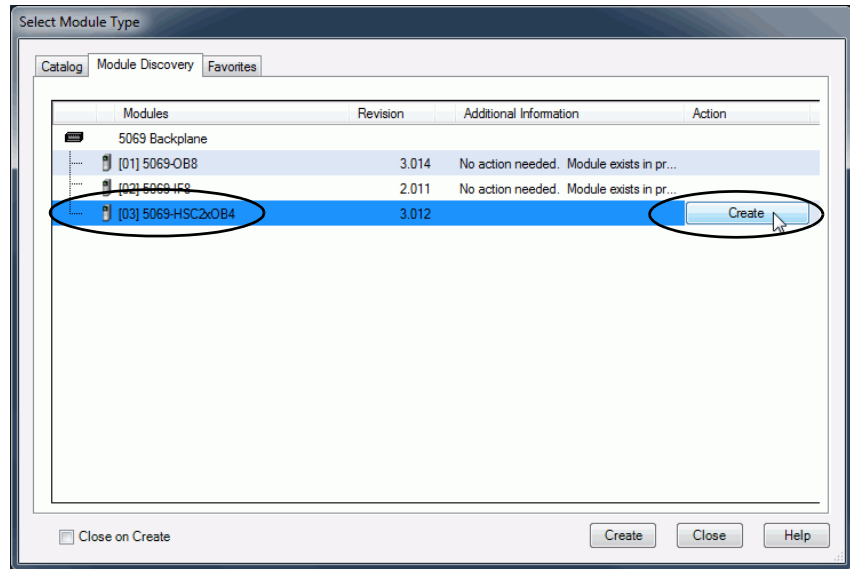 Select Module Type
Catalog Module Discovery Favorites
Modules Revision Additional Information Action
5069 Backplane
[01] 5069-OB8 3.014 No action needed. Module exists in pr...
[02] 5069-IF8 2.011 No action needed. Module exists in pr...
[03] 5069-HSC2xOB4 3.012 Create
Close on Create Create Close Help